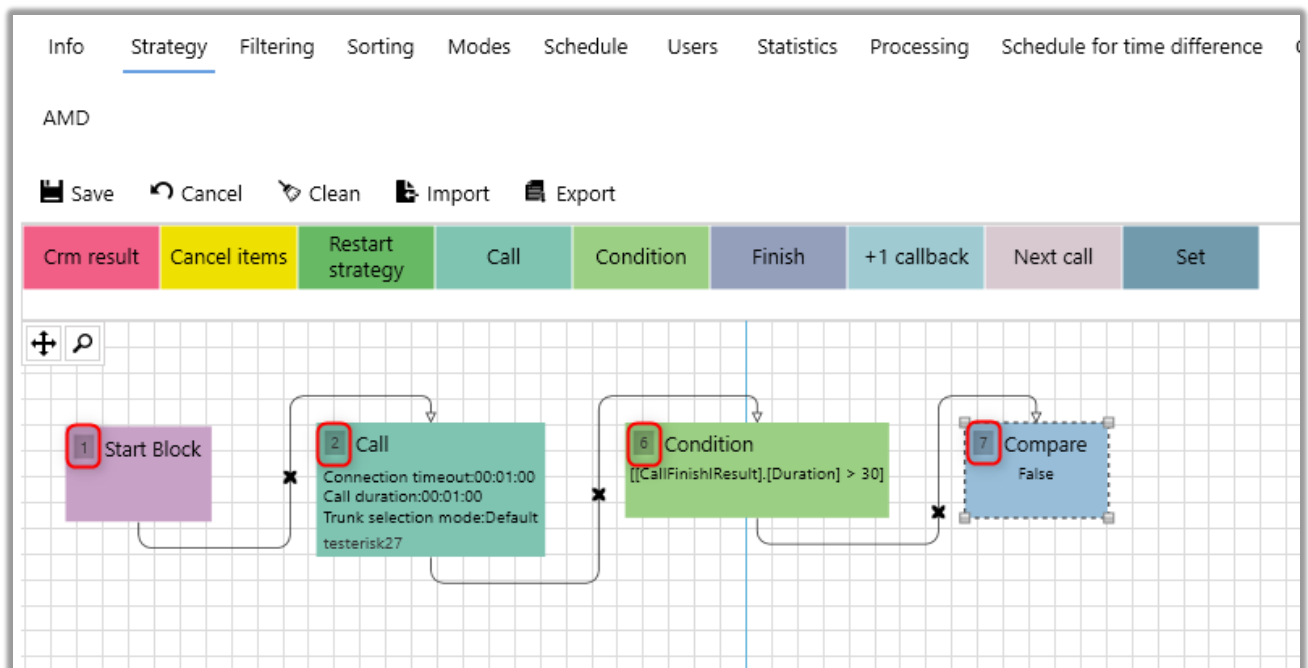 Info Strategy Filtering Sorting Modes Schedule Users Statistics Processing Schedule for time difference
AMD
Save Cancel Clean Import Export
Crm result Cancel items Restart strategy Call Condition Finish +1 callback Next call Set
1 Start Block
2 Call
Connection timeout:00:01:00
Call duration:00:01:00
Trunk selection mode:Default
testerisk27
6 Condition
[[CallFinishlResult].[Duration] > 30]
7 Compare
False